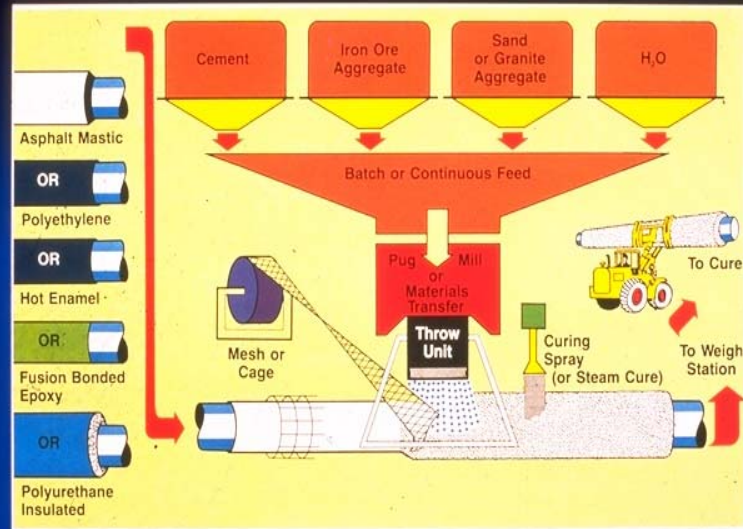 Cement
Iron Ore
Aggregate
Sand
or Granite
Aggregate
H₂O
Asphalt Mastic
OR
Polyethylene
OR
Hot Enamel
OR
Fusion Bonded
Epoxy
OR
Polyurethane
Insulated
Batch or Continuous Feed
Pug Mill
or
Materials
Transfer
Throw
Unit
Mesh or
Cage
Curing
Spray
(or Steam Cure)
To Cure
To Weigh
Station